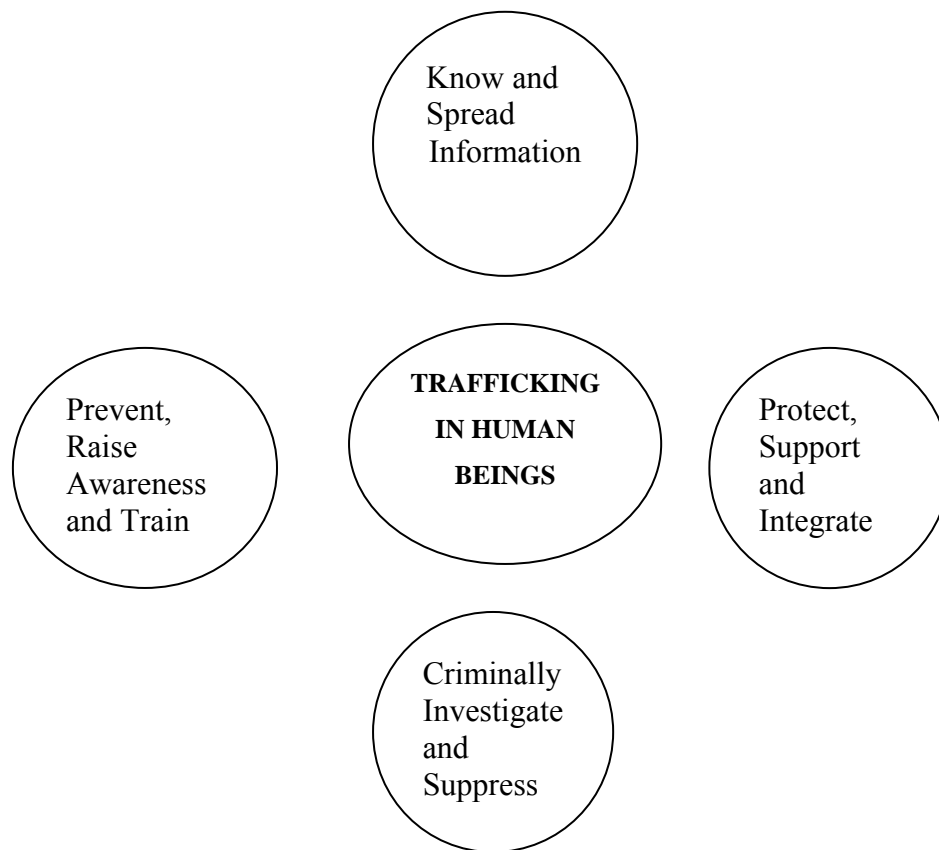 Know and
Spread
Information
TRAFFICKING
IN HUMAN
BEINGS
Prevent,
Raise
Awareness
and Train
Protect,
Support
and
Integrate
Criminally
Investigate
and
Suppress